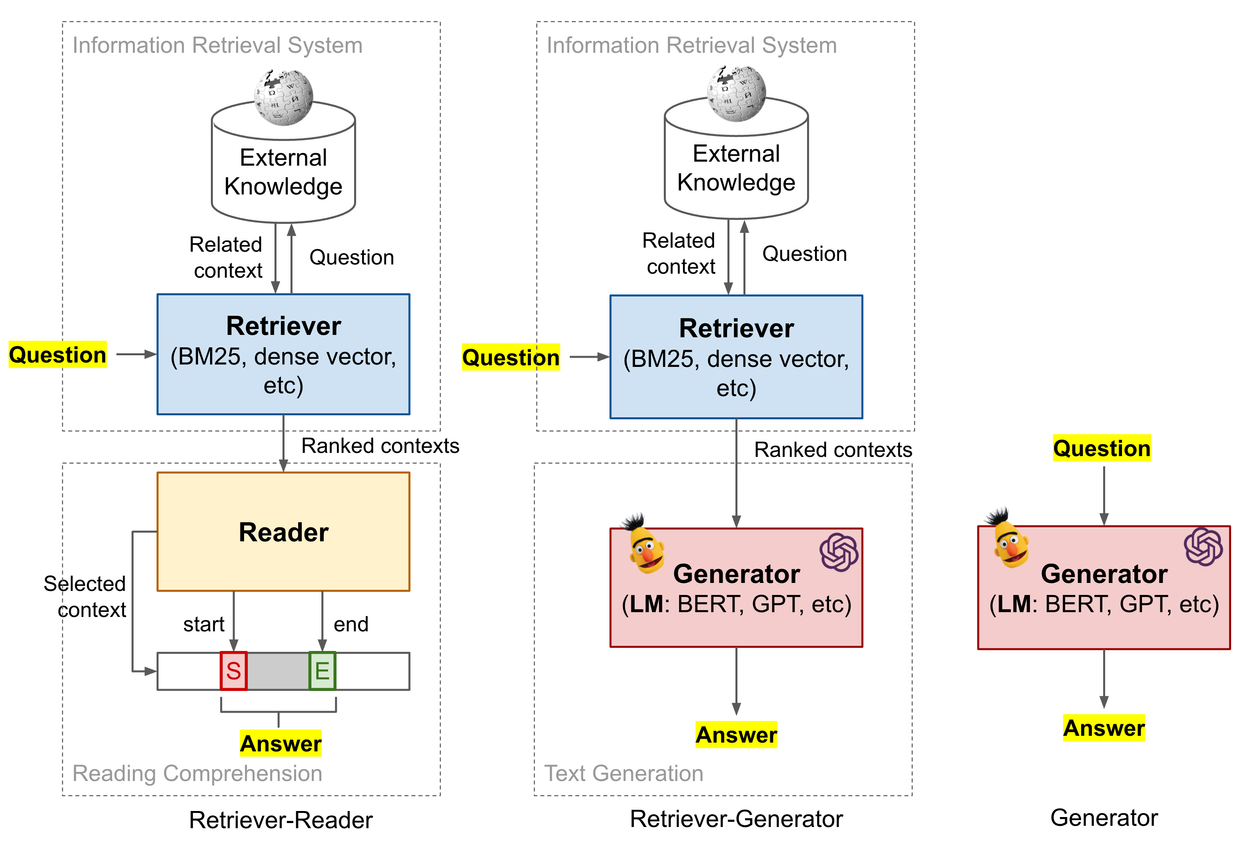 Information Retrieval System
External
Knowledge
Related
context
Question
Question
Retriever
(BM25, dense vector,
etc)
Ranked contexts
Reader
Selected
context
start
end
S
E
Answer
Reading Comprehension
Retriever-Reader
Information Retrieval System
External
Knowledge
Related
context
Question
Question
Retriever
(BM25, dense vector,
etc)
Ranked contexts
Generator
(LM: BERT, GPT, etc)
Answer
Text Generation
Retriever-Generator
Question
Generator
(LM: BERT, GPT, etc)
Answer
Generator